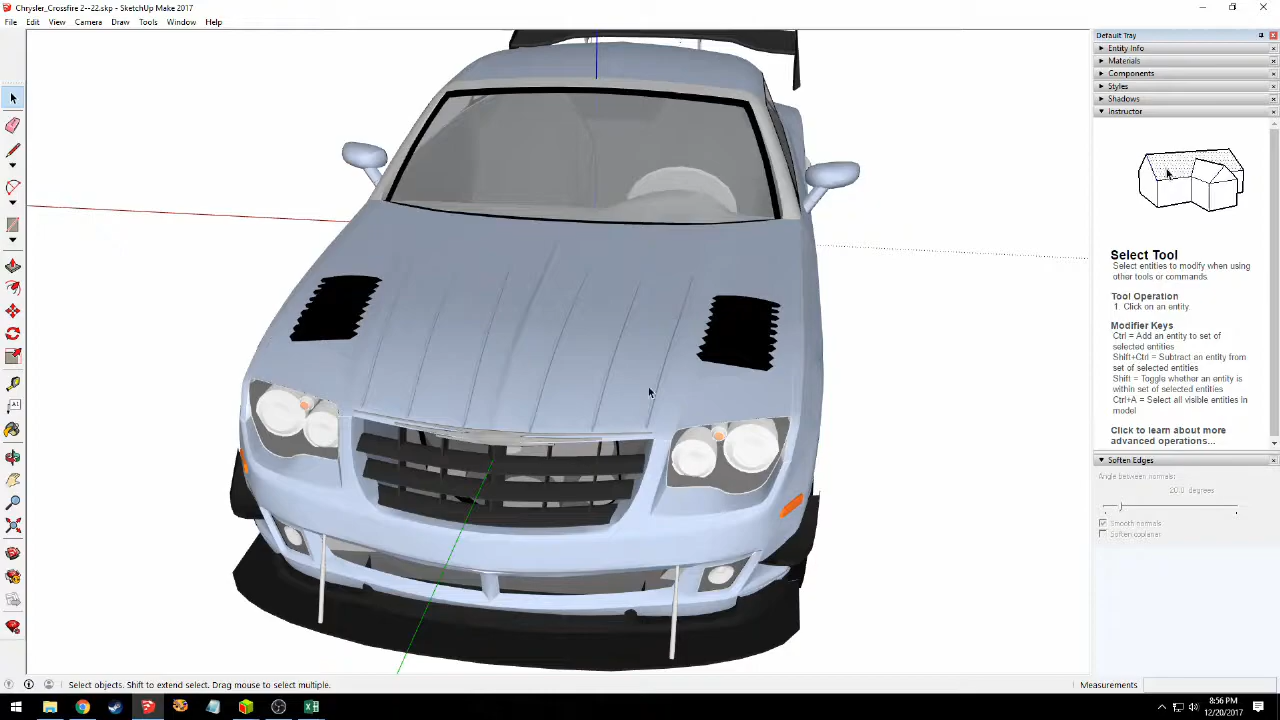 Chrysler_Crossfire 2--22.skp - SketchUp Make 2017
File Edit View Camera Draw Tools Window Help
Default Tray
Entity Info
Materials
Components
Styles
Shadows
Instructor
Select Tool
Select entities to modify when using
other tools or commands.
Tool Operation
1. Click on an entity.
Modifier Keys
Ctrl = Add an entity to set of
selected entities
Shift+Ctrl = Subtract an entity from
set of selected entities
Shift = Toggle whether an entity is
within set of selected entities
Ctrl+A = Select all visible entities in
model
Click to learn about more
advanced operations...
Soften Edges
Angle between normals:
20.0 degrees
Smooth normals
Soften coplanar
Select objects. Shift to extend select. Drag mouse to select multiple.
Measurements
8:56 PM
12/20/2017